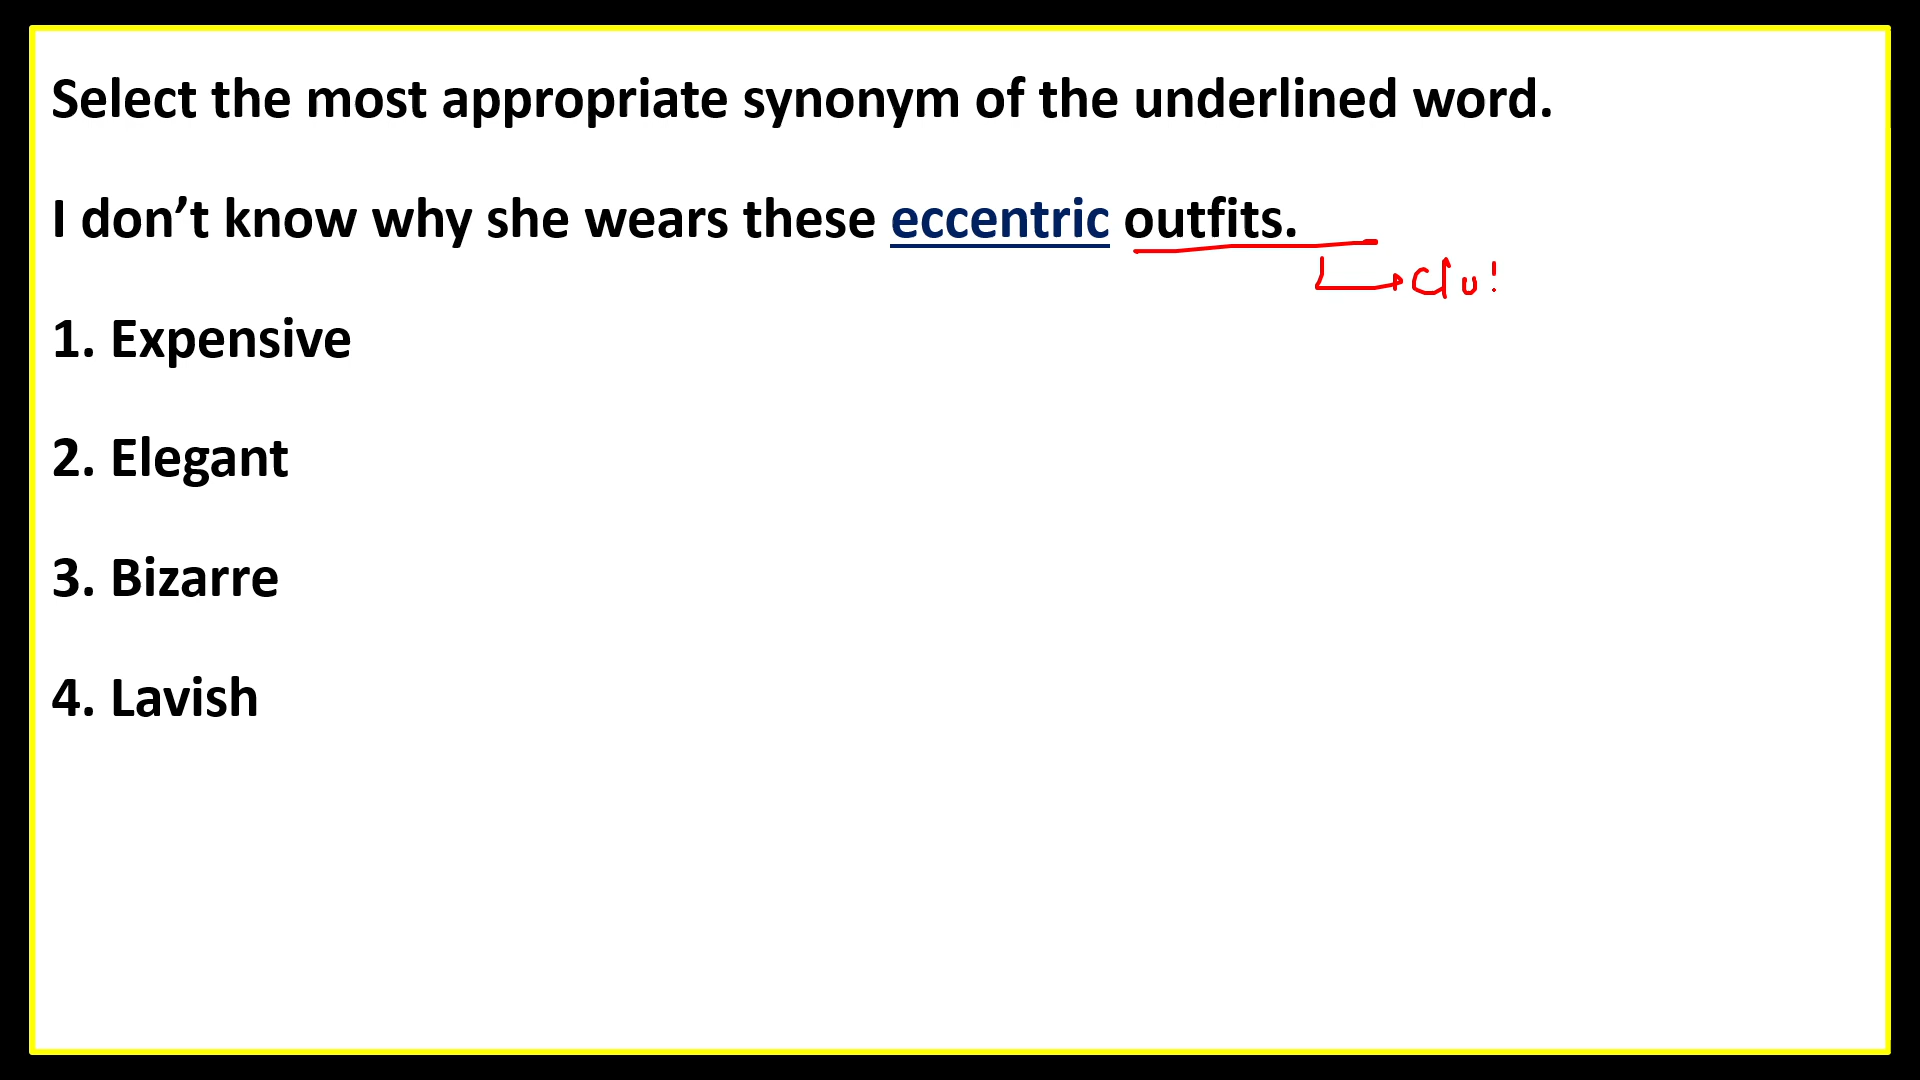 Select the most appropriate synonym of the underlined word.
I don’t know why she wears these eccentric outfits.
1. Expensive
2. Elegant
3. Bizarre
4. Lavish